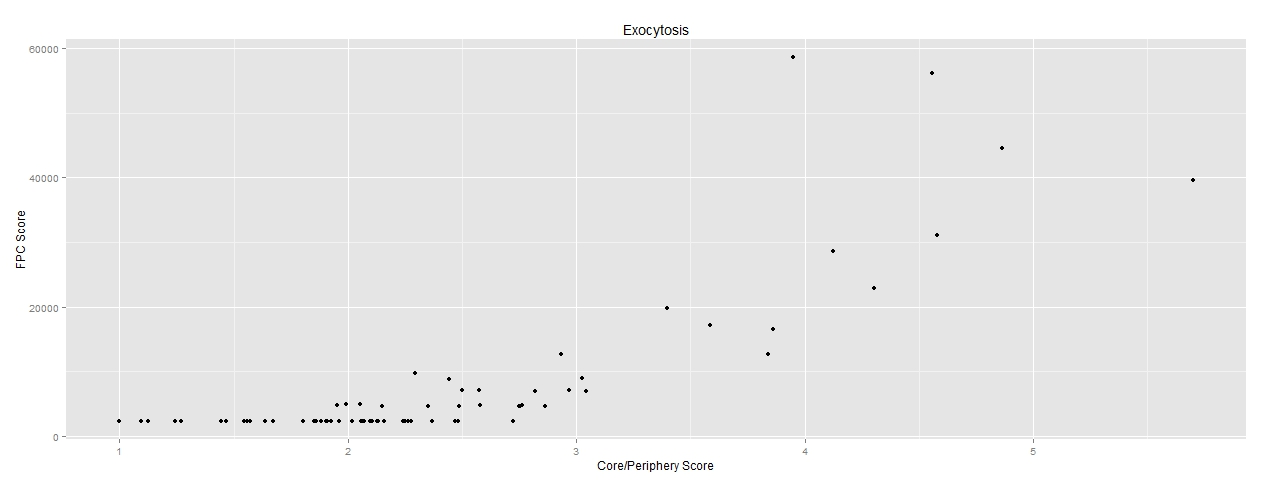 Exocytosis
60000
40000
20000
0
FPC Score
1 2 3 4 5
Core/Periphery Score